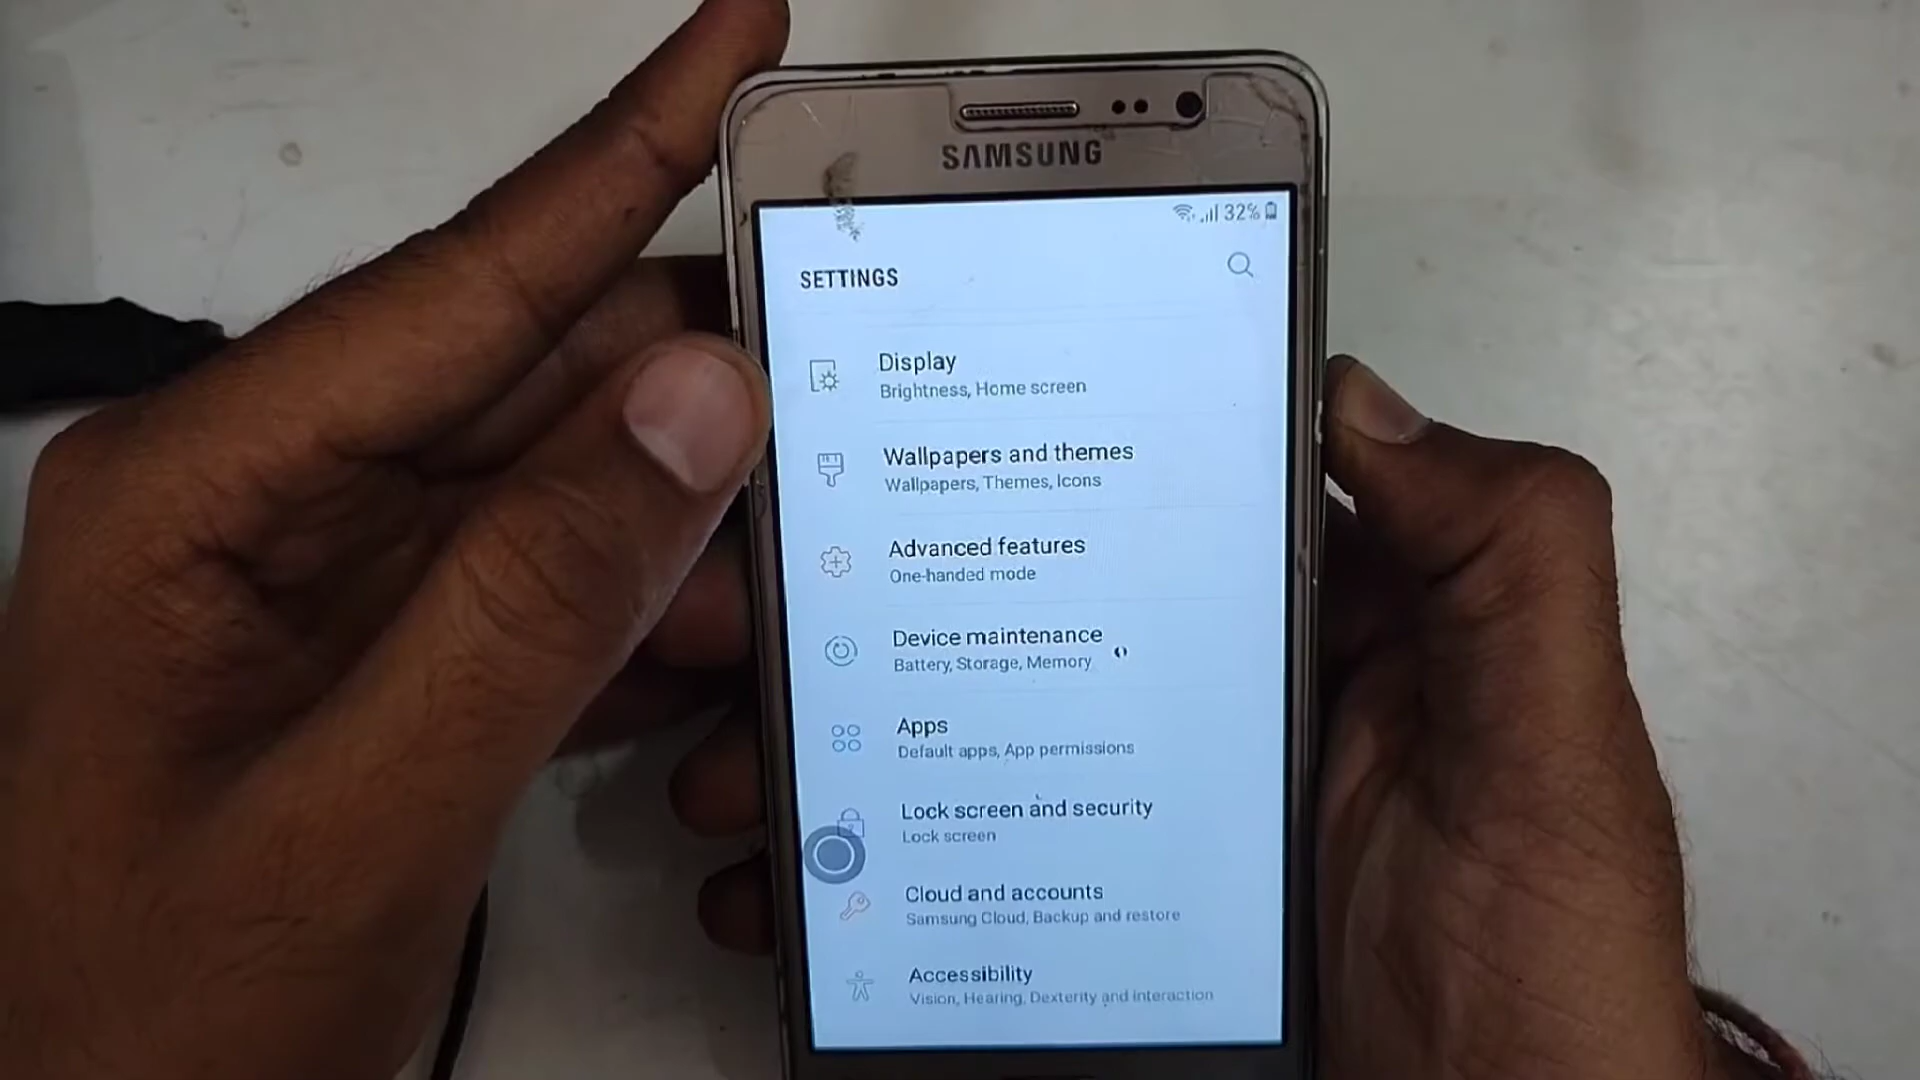 SAMSUNG
32%
SETTINGS
Display
Brightness, Home screen
Wallpapers and themes
Wallpapers, Themes, Icons
Advanced features
One-handed mode
Device maintenance
Battery, Storage, Memory
Apps
Default apps, App permissions
Lock screen and security
Lock screen
Cloud and accounts
Samsung Cloud, Backup and restore
Accessibility
Vision, Hearing, Dexterity and interaction